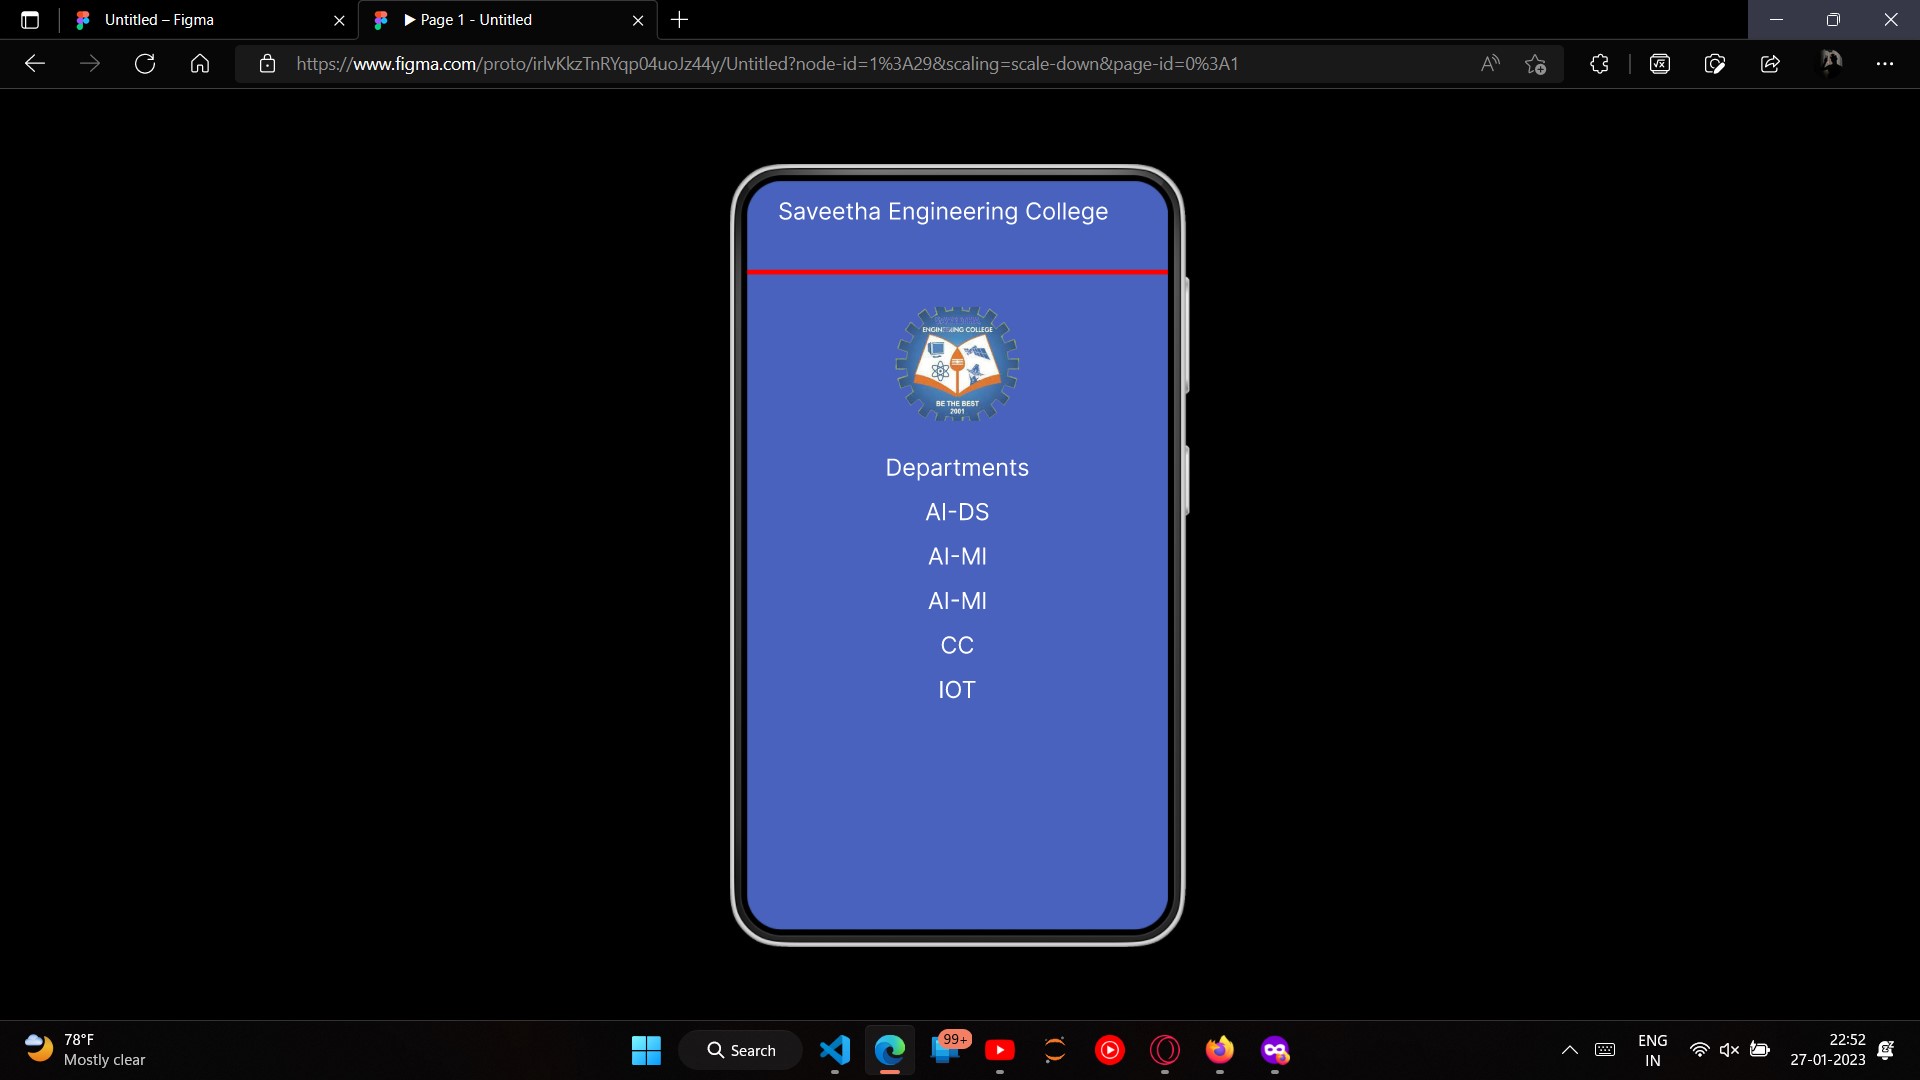 Untitled – Figma
Page 1 - Untitled
https://www.figma.com/proto/irlvKkzTnRYqp04uoJz44y/Untitled?node-id=1%3A29&scaling=scale-down&page-id=0%3A1
Saveetha Engineering College
ENGINEERING COLLEGE
BE THE BEST
2001
Departments
AI-DS
AI-MI
AI-MI
CC
IOT
78°F
Mostly clear
Search
99+
ENG
IN
22:52
27-01-2023